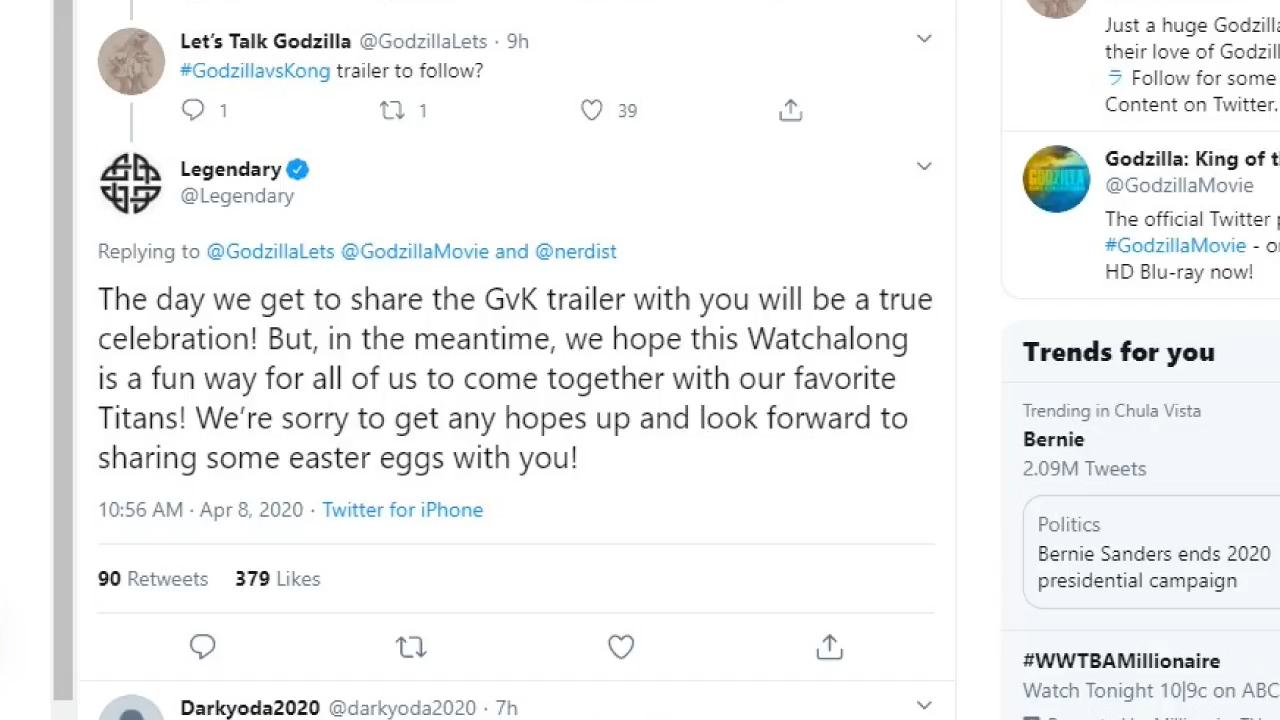 Let's Talk Godzilla @GodzillaLets · 9h
#GodzillavsKong trailer to follow?
1 1 39
Legendary
@Legendary
Replying to @GodzillaLets @GodzillaMovie and @nerdist
The day we get to share the GvK trailer with you will be a true
celebration! But, in the meantime, we hope this Watchalong
is a fun way for all of us to come together with our favorite
Titans! We're sorry to get any hopes up and look forward to
sharing some easter eggs with you!
10:56 AM · Apr 8, 2020 · Twitter for iPhone
90 Retweets 379 Likes
Darkyoda2020 @darkyoda2020 · 7h
Just a huge Godzilla
their love of Godzill
ラ Follow for some
Content on Twitter.
GODZILLA
Godzilla: King of t
@GodzillaMovie
The official Twitter p
#GodzillaMovie - o
HD Blu-ray now!
Trends for you
Trending in Chula Vista
Bernie
2.09M Tweets
Politics
Bernie Sanders ends 2020
presidential campaign
#WWTBAMillionaire
Watch Tonight 10|9c on ABC